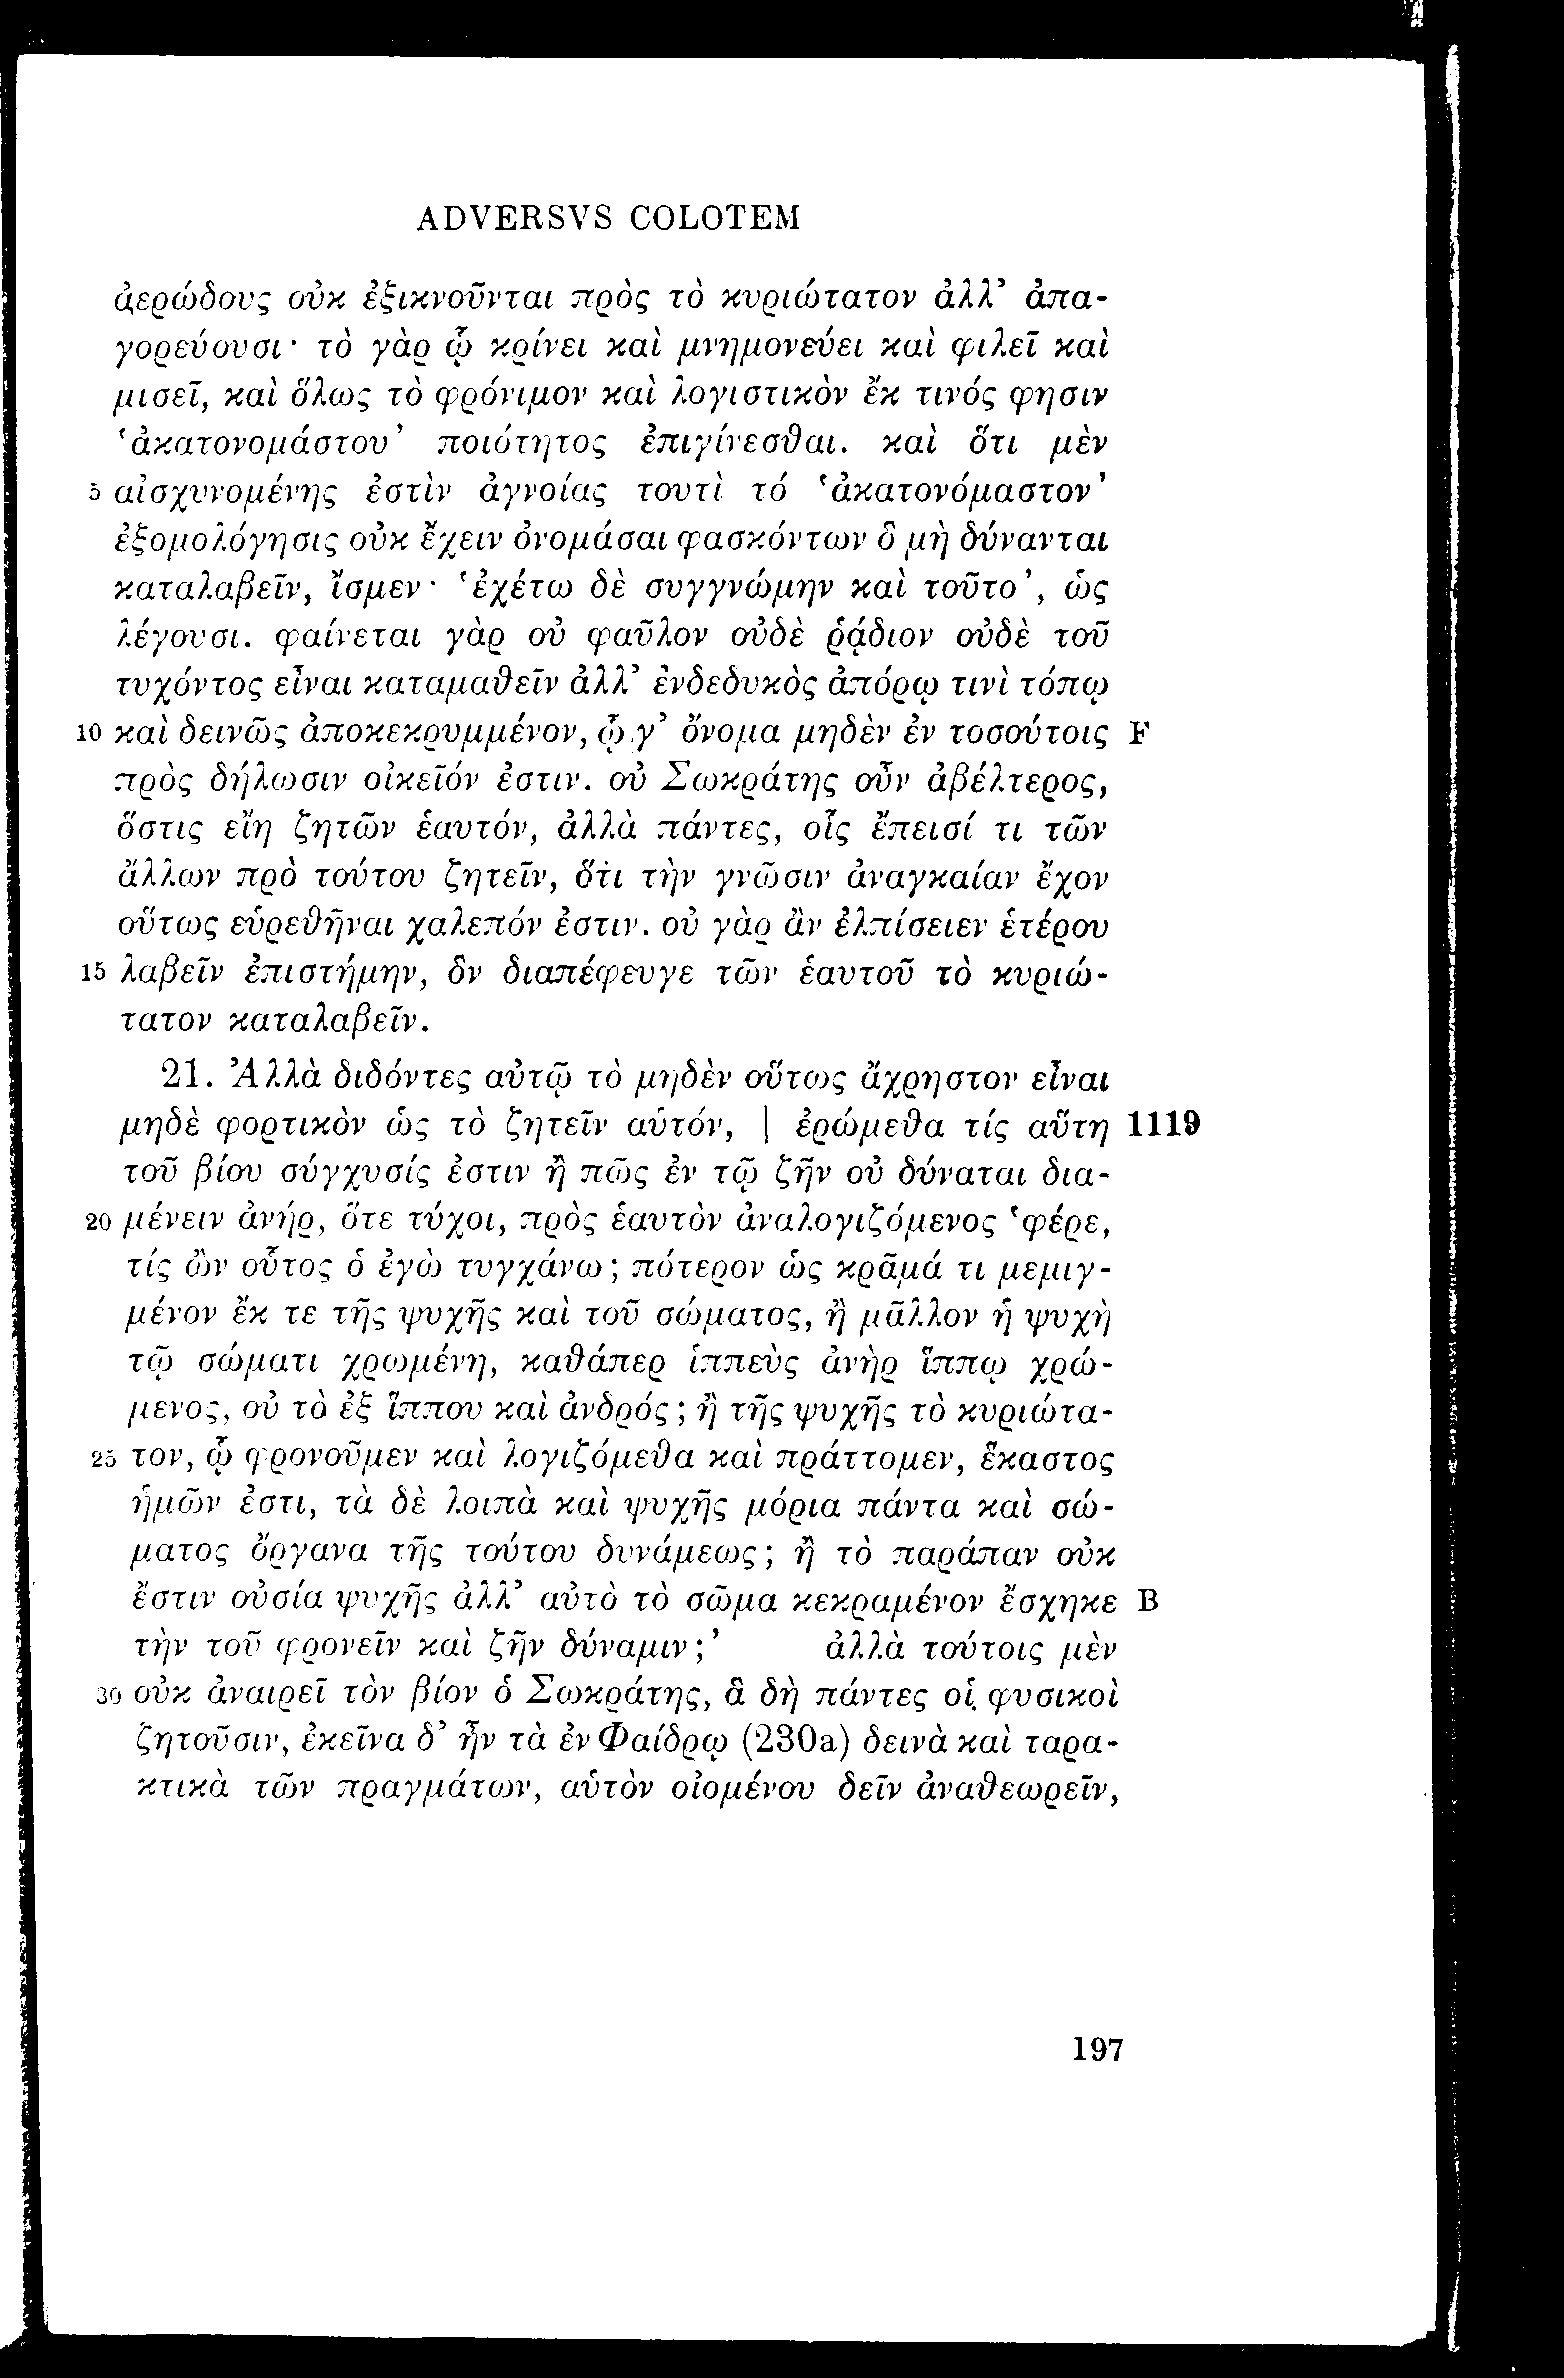 ADVERSVS COLOTEM
ἀερώδους οὐκ ἐξικνοῦνται πρὸς τὸ κυριώτατον ἀλλ’ ἀπα-
γορεύουσι· τὸ γὰρ ᾧ κρίνει καὶ μνημονεύει καὶ φιλεῖ καὶ
μισεῖ, καὶ ὅλως τὸ φρόνιμον καὶ λογιστικὸν ἔκ τινός φησιν
‘ἀκατονομάστου’ ποιότητος ἐπιγίνεσθαι. καὶ ὅτι μὲν
5 αἰσχυνομένης ἐστὶν ἀγνοίας τουτὶ τό ‘ἀκατονόμαστον’
ἐξομολόγησις οὐκ ἔχειν ὀνομάσαι φασκόντων ὃ μὴ δύνανται
καταλαβεῖν, ἴσμεν· ‘ἐχέτω δὲ συγγνώμην καὶ τοῦτο’, ὡς
λέγουσι. φαίνεται γὰρ οὐ φαῦλον οὐδὲ ῥᾴδιον οὐδὲ τοῦ
τυχόντος εἶναι καταμαθεῖν ἀλλ’ ἐνδεδυκὸς ἀπόρῳ τινὶ τόπῳ
10 καὶ δεινῶς ἀποκεκρυμμένον, ᾧ γ’ ὄνομα μηδὲν ἐν τοσούτοις F
πρὸς δήλωσιν οἰκεῖόν ἐστιν. οὐ Σωκράτης οὖν ἀβέλτερος,
ὅστις εἴη ζητῶν ἑαυτόν, ἀλλὰ πάντες, οἷς ἔπεισί τι τῶν
ἄλλων πρὸ τούτου ζητεῖν, ὅτι τὴν γνῶσιν ἀναγκαίαν ἔχον
οὕτως εὑρεθῆναι χαλεπόν ἐστιν. οὐ γὰρ ἂν ἐλπίσειεν ἑτέρου
15 λαβεῖν ἐπιστήμην, ὃν διαπέφευγε τῶν ἑαυτοῦ τὸ κυριώ-
τατον καταλαβεῖν.
21. Ἀλλὰ διδόντες αὐτῷ τὸ μηδὲν οὕτως ἄχρηστον εἶναι
μηδὲ φορτικὸν ὡς τὸ ζητεῖν αὑτόν, | ἐρώμεθα τίς αὕτη 1119
τοῦ βίου σύγχυσίς ἐστιν ἢ πῶς ἐν τῷ ζῆν οὐ δύναται δια-
20 μένειν ἀνήρ, ὅτε τύχοι, πρὸς ἑαυτὸν ἀναλογιζόμενος ‘φέρε,
τίς ὢν οὗτος ὁ ἐγὼ τυγχάνω; πότερον ὡς κρᾶμά τι μεμιγ-
μένον ἔκ τε τῆς ψυχῆς καὶ τοῦ σώματος, ἢ μᾶλλον ἡ ψυχὴ
τῷ σώματι χρωμένη, καθάπερ ἱππεὺς ἀνὴρ ἵππῳ χρώ-
μενος, οὐ τὸ ἐξ ἵππου καὶ ἀνδρός; ἢ τῆς ψυχῆς τὸ κυριώτα-
25 τον, ᾧ φρονοῦμεν καὶ λογιζόμεθα καὶ πράττομεν, ἕκαστος
ἡμῶν ἐστι, τὰ δὲ λοιπὰ καὶ ψυχῆς μόρια πάντα καὶ σώ-
ματος ὄργανα τῆς τούτου δυνάμεως; ἢ τὸ παράπαν οὐκ
ἔστιν οὐσία ψυχῆς ἀλλ’ αὐτὸ τὸ σῶμα κεκραμένον ἔσχηκε B
τὴν τοῦ φρονεῖν καὶ ζῆν δύναμιν;’ ἀλλὰ τούτοις μὲν
30 οὐκ ἀναιρεῖ τὸν βίον ὁ Σωκράτης, ἃ δὴ πάντες οἱ φυσικοὶ
ζητοῦσιν, ἐκεῖνα δ’ ἦν τὰ ἐν Φαίδρῳ (230a) δεινὰ καὶ ταρα-
κτικὰ τῶν πραγμάτων, αὑτὸν οἰομένου δεῖν ἀναθεωρεῖν,
197